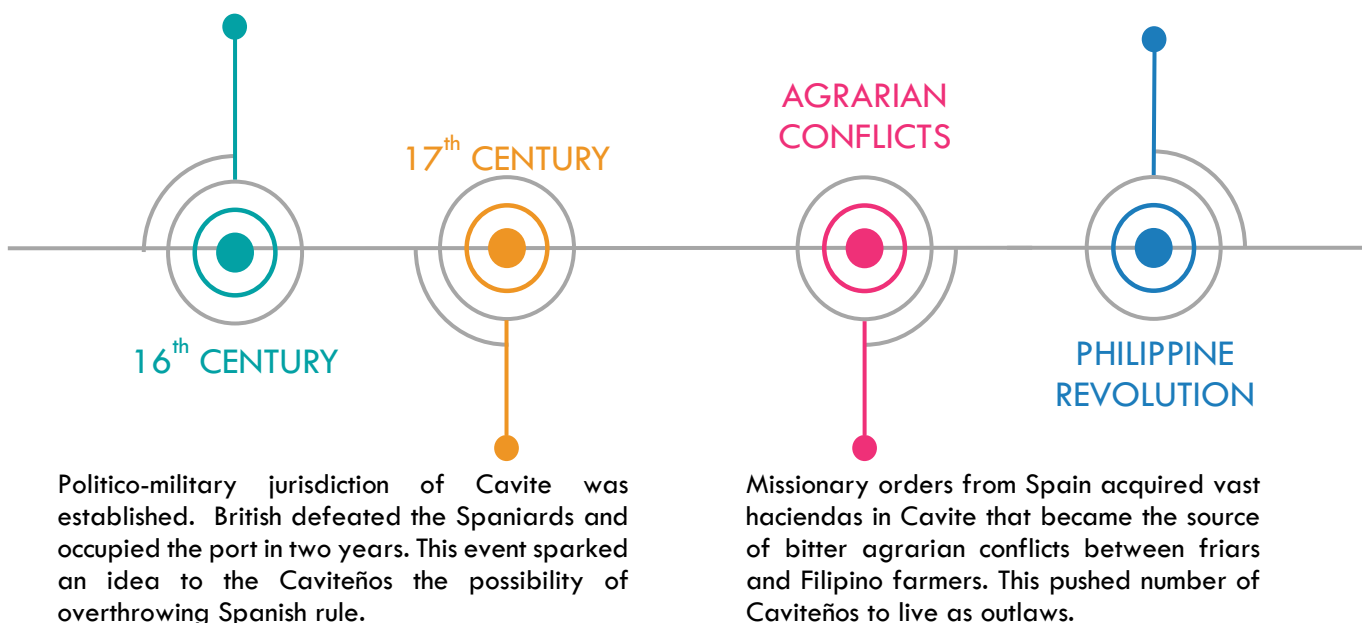 AGRARIAN
CONFLICTS
17th CENTURY
16th CENTURY
PHILIPPINE
REVOLUTION
Politico-military jurisdiction of Cavite was
established. British defeated the Spaniards and
occupied the port in two years. This event sparked
an idea to the Caviteños the possibility of
overthrowing Spanish rule.
Missionary orders from Spain acquired vast
haciendas in Cavite that became the source
of bitter agrarian conflicts between friars
and Filipino farmers. This pushed number of
Caviteños to live as outlaws.